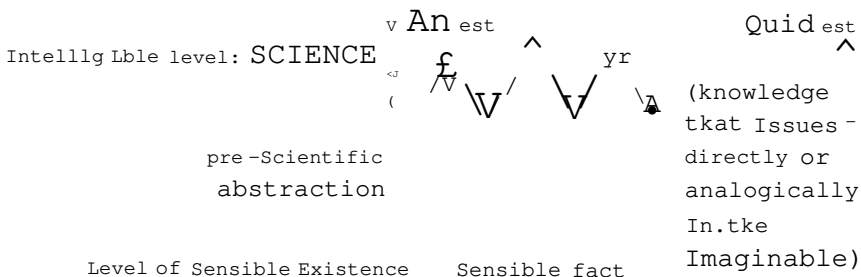 V An est
Quid est
^
^
Intelllg Lble level: SCIENCE
yr
<J
£
/V
\V/
\V/
\A
(
(knowledge
tkat Issues-
directly or
analogically
In.tke
Imaginable)
pre-Scientific
abstraction
Level of Sensible Existence
Sensible fact